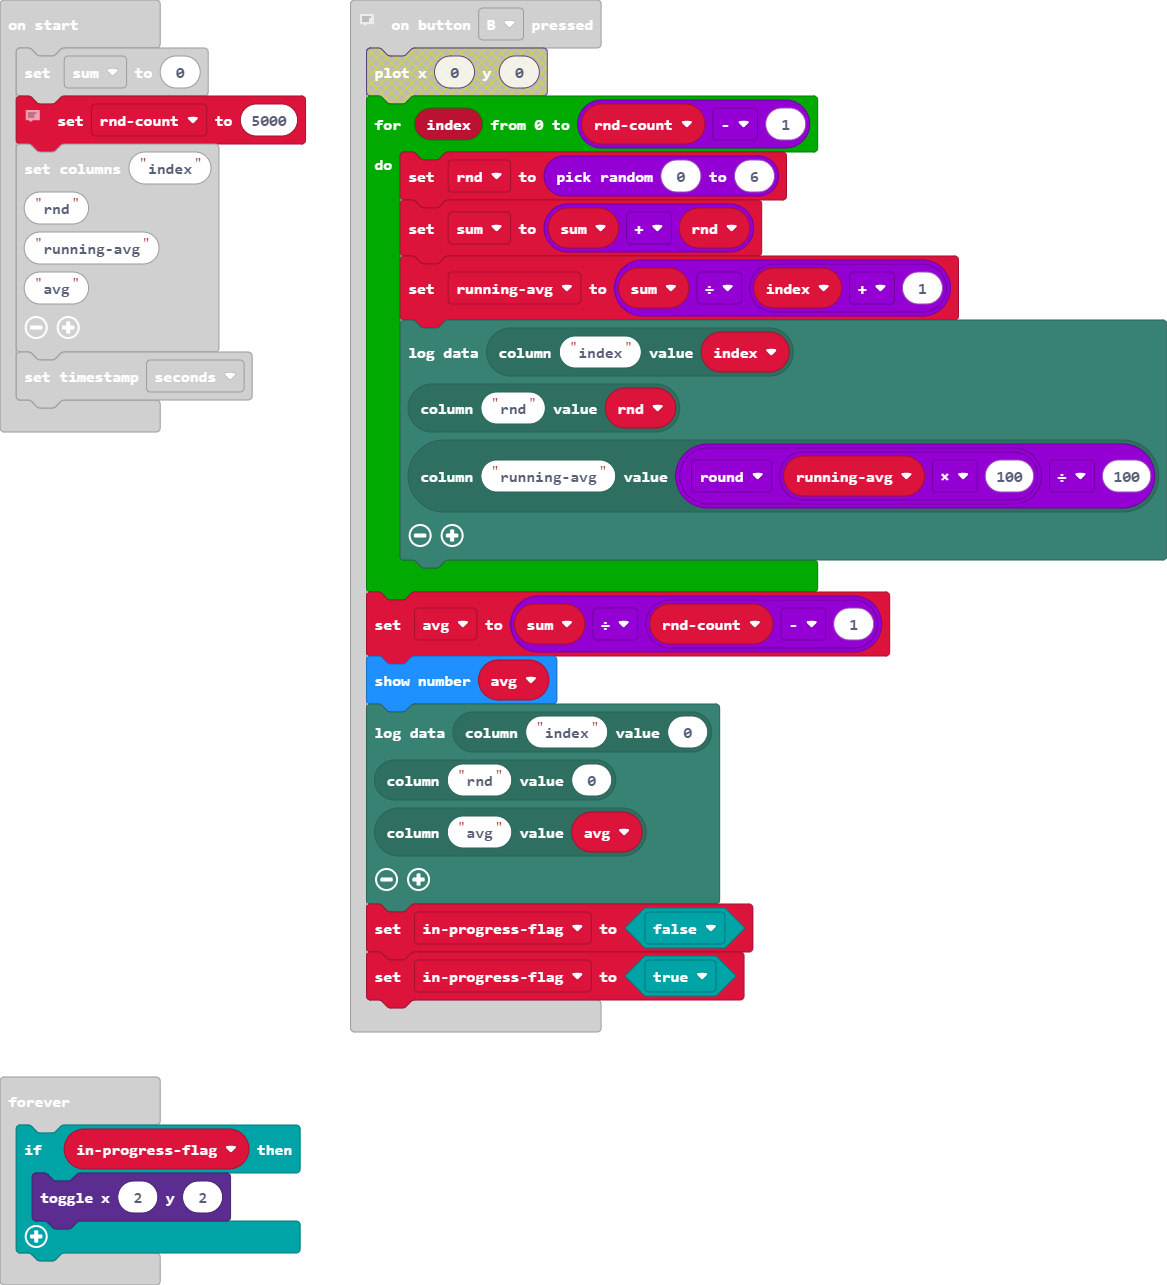 on start
set sum to 0
set rnd-count to 5000
set columns "index"
"rnd"
"running-avg"
"avg"
set timestamp seconds
on button B pressed
plot x 0 y 0
for index from 0 to rnd-count - 1
do
set rnd to pick random 0 to 6
set sum to sum + rnd
set running-avg to sum ÷ index + 1
log data column "index" value index
column "rnd" value rnd
column "running-avg" value round running-avg × 100 ÷ 100
set avg to sum ÷ rnd-count - 1
show number avg
log data column "index" value 0
column "rnd" value 0
column "avg" value avg
set in-progress-flag to false
set in-progress-flag to true
forever
if in-progress-flag then
toggle x 2 y 2